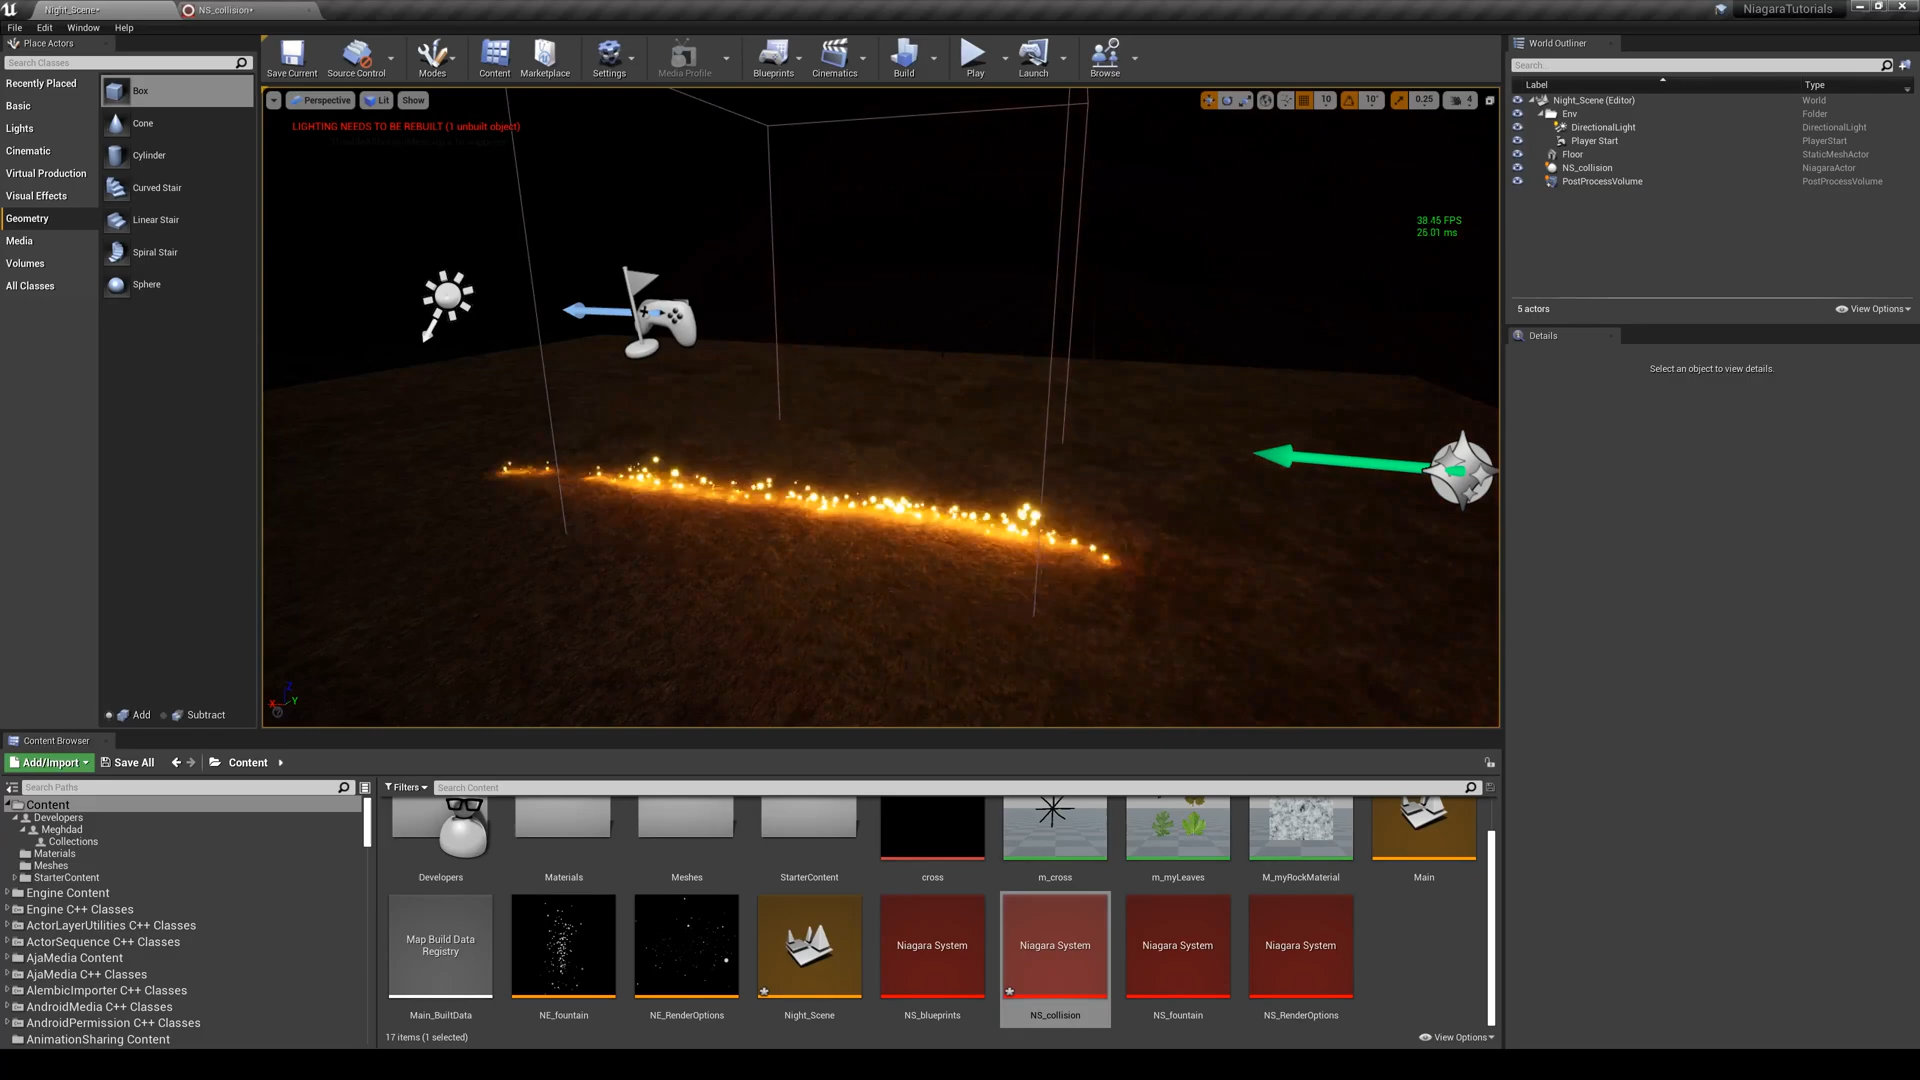 Night_Scene*
NS_collision*
NiagaraTutorials
File
Edit
Window
Help
Place Actors
Search Classes
Recently Placed
Basic
Lights
Cinematic
Virtual Production
Visual Effects
Geometry
Media
Volumes
All Classes
Box
Cone
Cylinder
Curved Stair
Linear Stair
Spiral Stair
Sphere
Add
Subtract
Save Current
Source Control
Modes
Content
Marketplace
Settings
Media Profile
Blueprints
Cinematics
Build
Play
Launch
Browse
Perspective
Lit
Show
10
10°
0.25
4
LIGHTING NEEDS TO BE REBUILT (1 unbuilt object)
38.45 FPS
26.01 ms
X
Y
Z
World Outliner
Search...
Label
Type
Night_Scene (Editor)
World
Env
Folder
DirectionalLight
DirectionalLight
Player Start
PlayerStart
Floor
StaticMeshActor
NS_collision
NiagaraActor
PostProcessVolume
PostProcessVolume
5 actors
View Options
Details
Select an object to view details.
Content Browser
Add/Import
Save All
Content
Search Paths
Filters
Search Content
Content
Developers
Meghdad
Collections
Materials
Meshes
StarterContent
Engine Content
Engine C++ Classes
ActorLayerUtilities C++ Classes
ActorSequence C++ Classes
AjaMedia Content
AjaMedia C++ Classes
AlembicImporter C++ Classes
AndroidMedia C++ Classes
AndroidPermission C++ Classes
AnimationSharing Content
Developers
Materials
Meshes
StarterContent
cross
m_cross
m_myLeaves
M_myRockMaterial
Main
Map Build Data
Registry
Niagara System
Niagara System
Niagara System
Niagara System
Main_BuiltData
NE_fountain
NE_RenderOptions
Night_Scene
NS_blueprints
NS_collision
NS_fountain
NS_RenderOptions
17 items (1 selected)
View Options